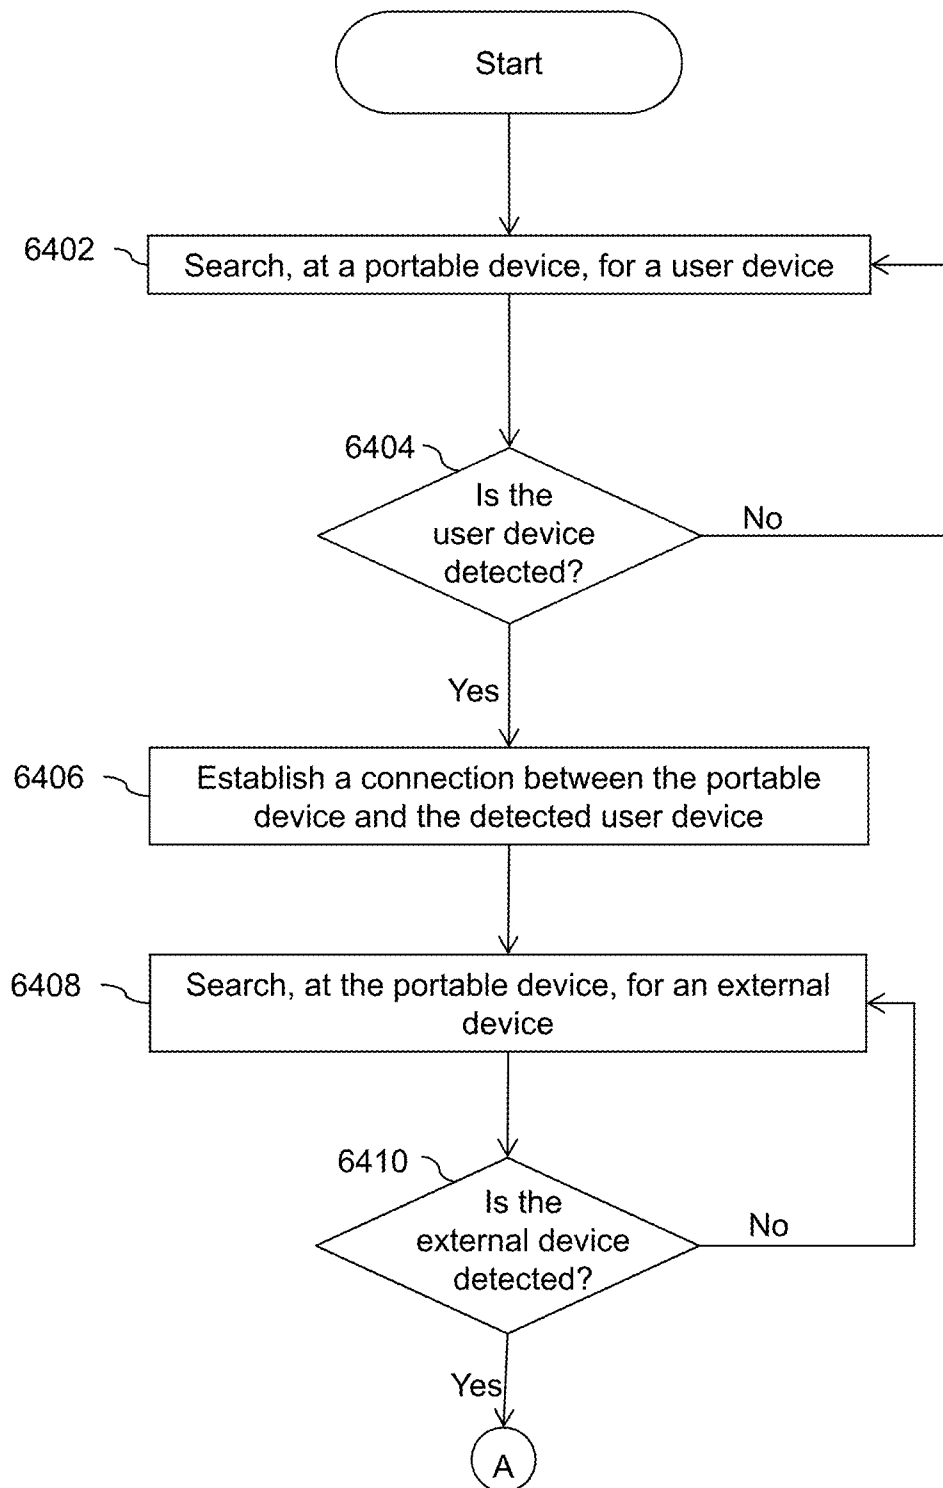 Start
6402
Search, at a portable device, for a user device
6404
Is the
user device
detected?
No
Yes
6406
Establish a connection between the portable
device and the detected user device
6408
Search, at the portable device, for an external
device
6410
Is the
external device
detected?
No
Yes
A